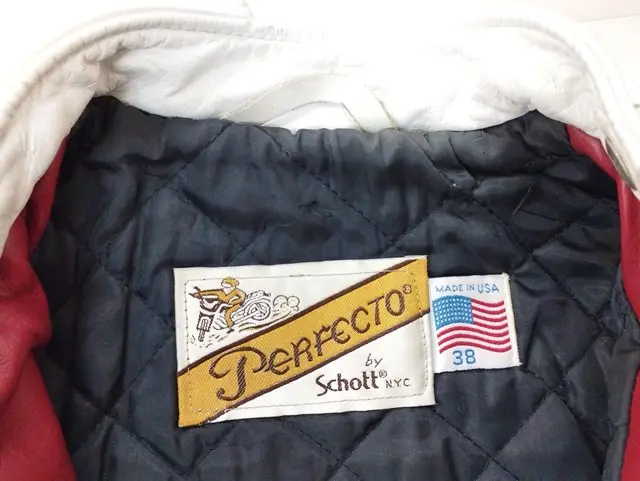 PERFECTO®
by
Schott® NYC
MADE IN USA
38